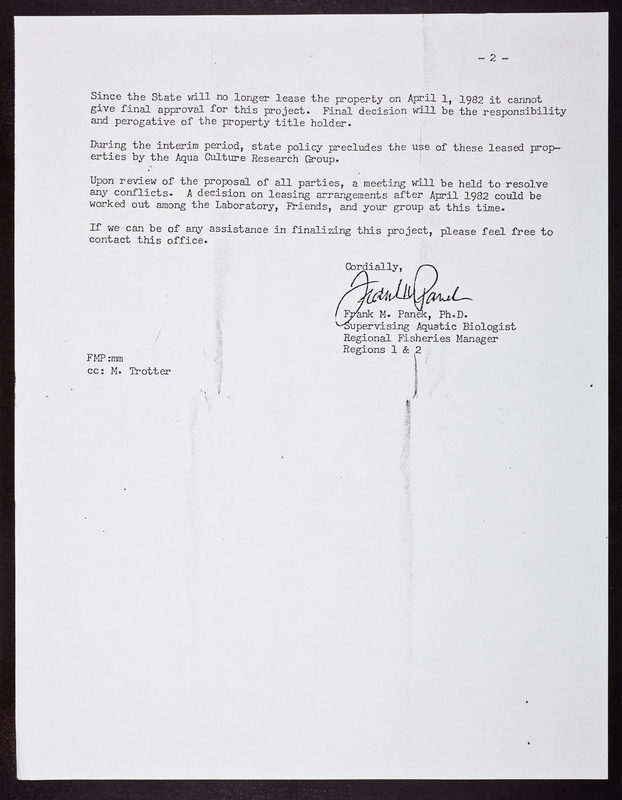 - 2 -
Since the State will no longer lease the property on April 1, 1982 it cannot
give final approval for this project. Final decision will be the responsibility
and perogative of the property title holder.
During the interim period, state policy precludes the use of these leased prop-
erties by the Aqua Culture Research Group.
Upon review of the proposal of all parties, a meeting will be held to resolve
any conflicts. A decision on leasing arrangements after April 1982 could be
worked out among the Laboratory, Friends, and your group at this time.
If we can be of any assistance in finalizing this project, please feel free to
contact this office.
Cordially,
Frank M Panek
Frank M. Panek, Ph.D.
Supervising Aquatic Biologist
Regional Fisheries Manager
Regions 1 & 2
FMP:mm
cc: M. Trotter